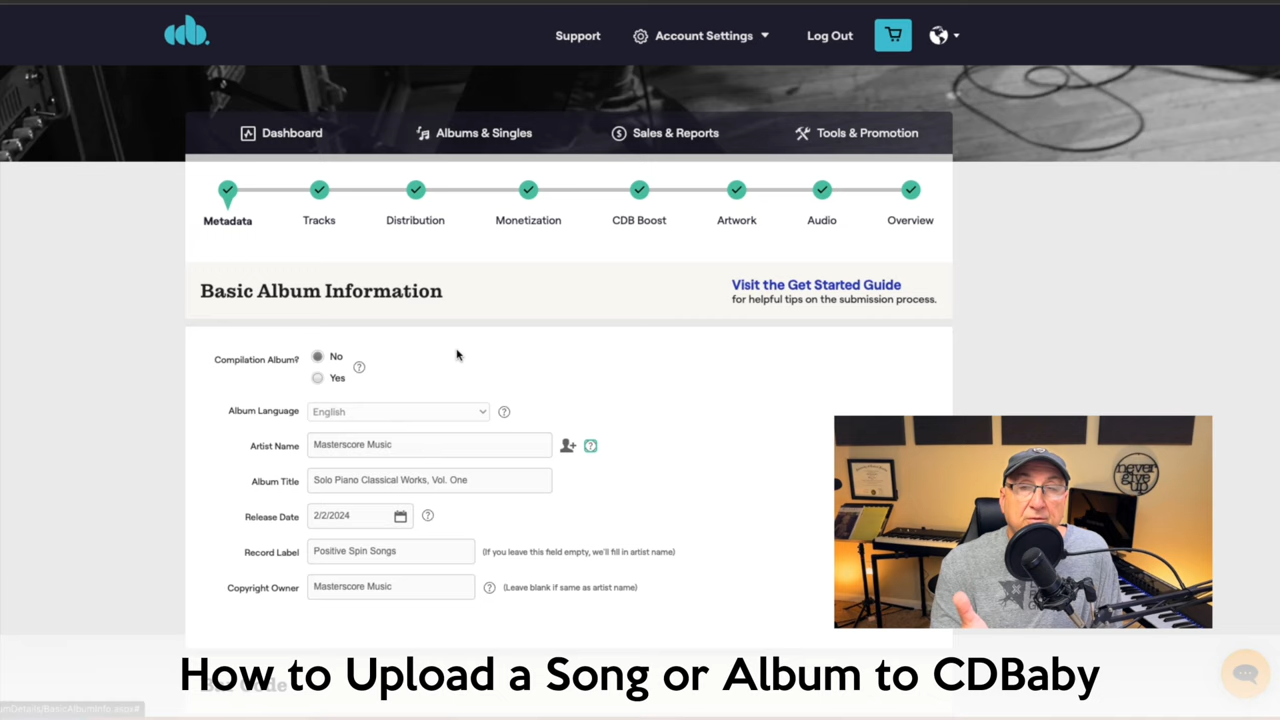 cdb.
Support
Account Settings
Log Out
Dashboard
Albums & Singles
Sales & Reports
Tools & Promotion
Metadata
Tracks
Distribution
Monetization
CDB Boost
Artwork
Audio
Overview
Basic Album Information
Visit the Get Started Guide
for helpful tips on the submission process.
Compilation Album?
No
Yes
Album Language
English
Artist Name
Masterscore Music
Album Title
Solo Piano Classical Works, Vol. One
Release Date
2/2/2024
Record Label
Positive Spin Songs
(If you leave this field empty, we'll fill in artist name)
Copyright Owner
Masterscore Music
(Leave blank if same as artist name)
never
give up
How to Upload a Song or Album to CDBaby